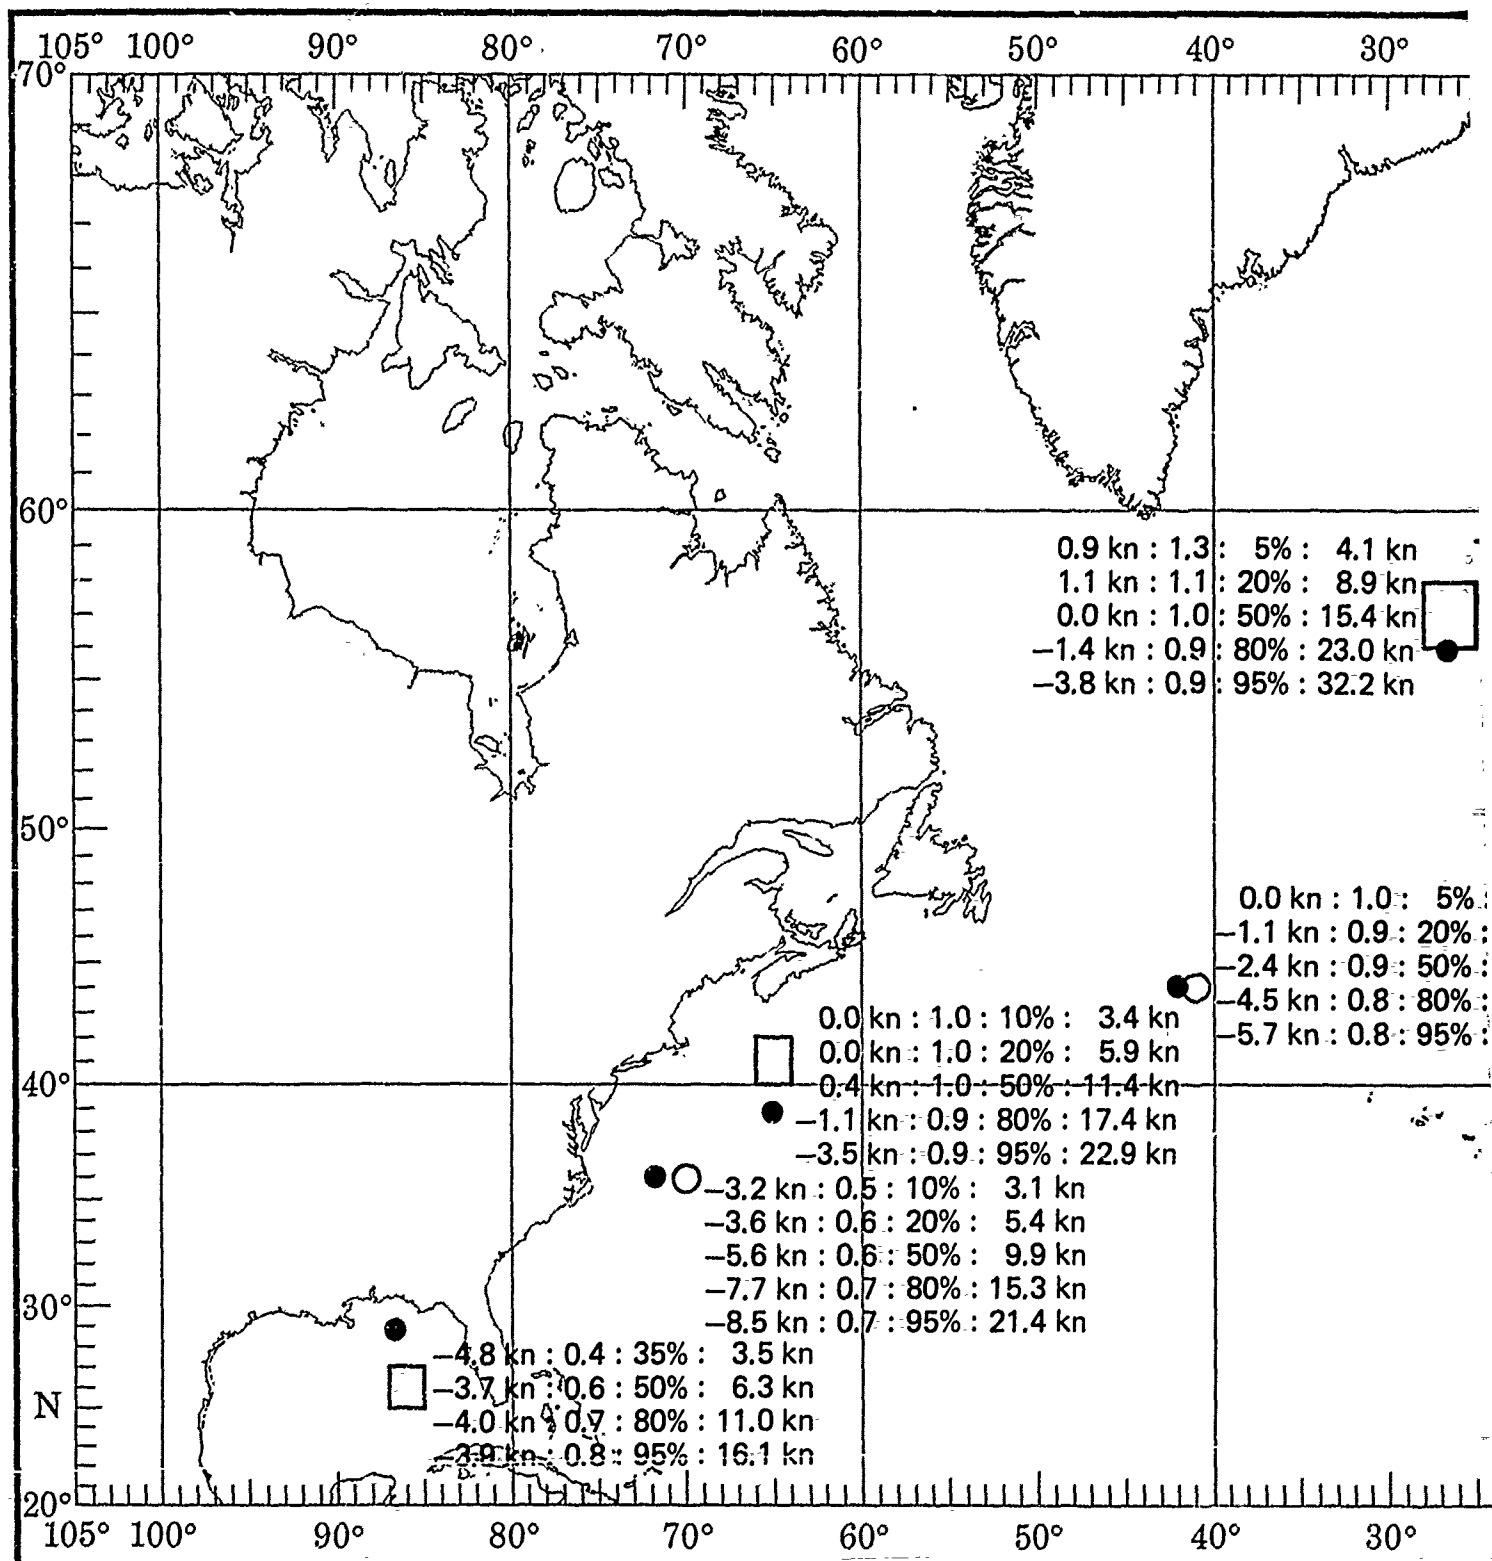 105° 100° 90° 80° 70° 60° 50° 40° 30°
70°
60°
0.9 kn : 1.3 : 5% : 4.1 kn
1.1 kn : 1.1 : 20% : 8.9 kn
0.0 kn : 1.0 : 50% : 15.4 kn
−1.4 kn : 0.9 : 80% : 23.0 kn
−3.8 kn : 0.9 : 95% : 32.2 kn
50°
0.0 kn : 1.0 : 5% :
−1.1 kn : 0.9 : 20% :
−2.4 kn : 0.9 : 50% :
−4.5 kn : 0.8 : 80% :
−5.7 kn : 0.8 : 95% :
0.0 kn : 1.0 : 10% : 3.4 kn
0.0 kn : 1.0 : 20% : 5.9 kn
40°
0.4 kn : 1.0 : 50% : 11.4 kn
−1.1 kn : 0.9 : 80% : 17.4 kn
−3.5 kn : 0.9 : 95% : 22.9 kn
−3.2 kn : 0.5 : 10% : 3.1 kn
−3.6 kn : 0.6 : 20% : 5.4 kn
−5.6 kn : 0.6 : 50% : 9.9 kn
−7.7 kn : 0.7 : 80% : 15.3 kn
−8.5 kn : 0.7 : 95% : 21.4 kn
30°
−4.8 kn : 0.4 : 35% : 3.5 kn
−3.7 kn : 0.6 : 50% : 6.3 kn
N
−4.0 kn : 0.7 : 80% : 11.0 kn
−3.9 kn : 0.8 : 95% : 16.1 kn
20°
105° 100° 90° 80° 70° 60° 50° 40° 30°